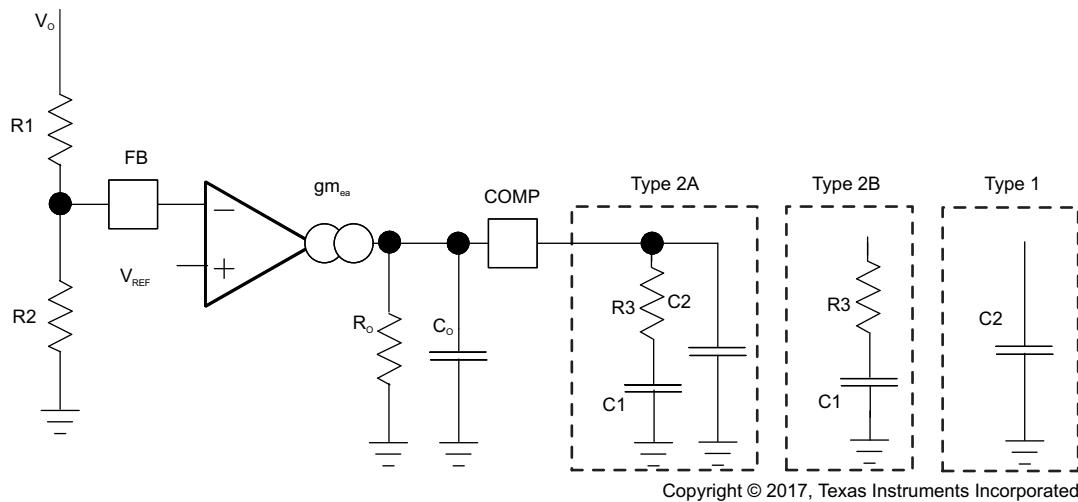 Vo
R1
FB
gm_ea
COMP
Type 2A
Type 2B
Type 1
VREF
R2
Ro
Co
R3
C2
C1
R3
C1
C2
Copyright © 2017, Texas Instruments Incorporated